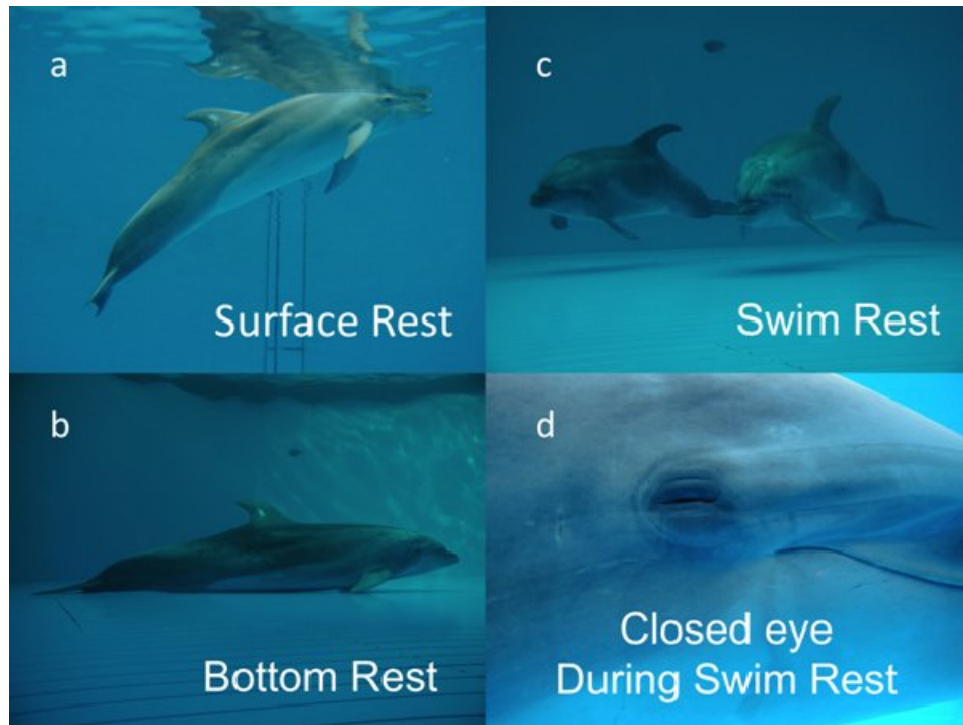 a
Surface Rest
b
Bottom Rest
c
Swim Rest
d
Closed eye
During Swim Rest